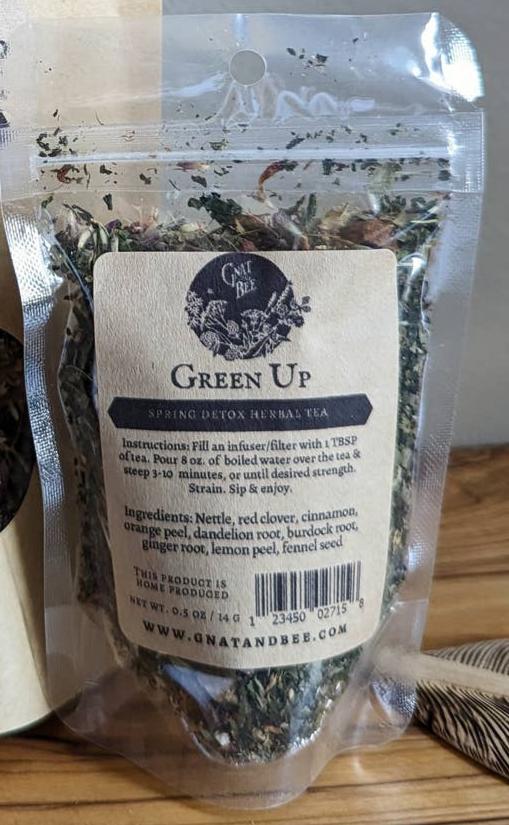 GNAT
BEE
GREEN UP
SPRING DETOX HERBAL TEA
Instructions: Fill an infuser/filter with 1 TBSP
of tea. Pour 8 oz. of boiled water over the tea &
steep 3-10 minutes, or until desired strength.
Strain. Sip & enjoy.
Ingredients: Nettle, red clover, cinnamon,
orange peel, dandelion root, burdock root,
ginger root, lemon peel, fennel seed
THIS PRODUCT IS
HOME PRODUCED
NET WT. 0.5 OZ / 14 G
1 23450 02715 8
WWW.GNATANDBEE.COM